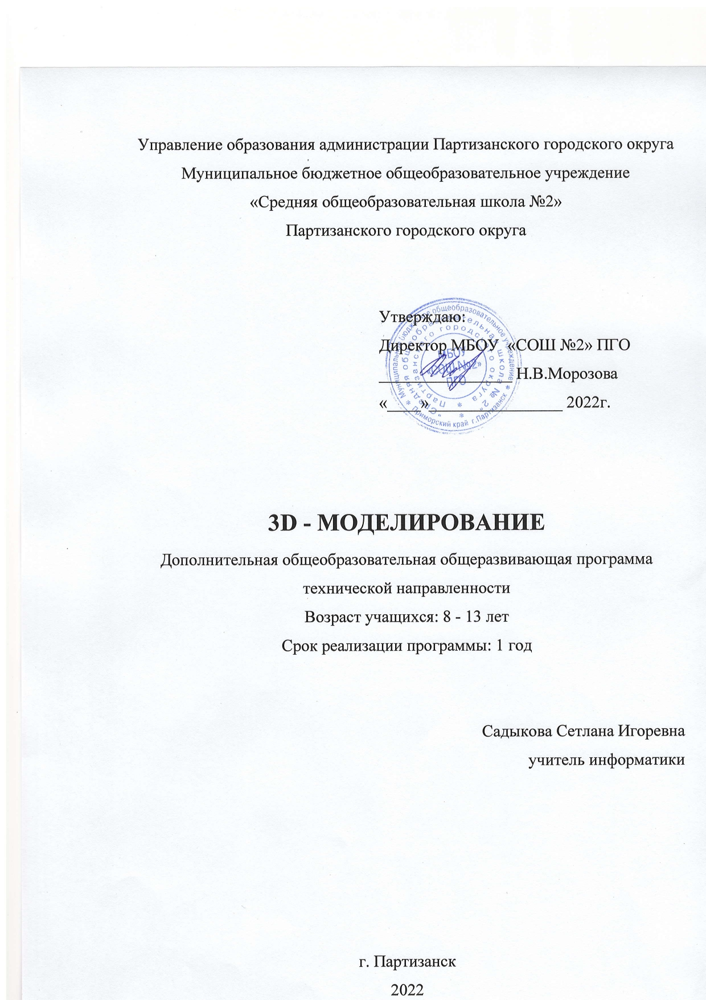 Управление образования администрации Партизанского городского округа
Муниципальное бюджетное общеобразовательное учреждение
«Средняя общеобразовательная школа №2»
Партизанского городского округа
Утверждаю:
Директор МБОУ «СОШ №2» ПГО
________________ Н.В.Морозова
«____»________________ 2022г.
Муниципальное бюджетное общеобразовательное учреждение
Приморский край г.Партизанск
"Средняя общеобразовательная школа № 2"
Партизанского городского округа
МБОУ
«СОШ №2»
ПГО
3D - МОДЕЛИРОВАНИЕ
Дополнительная общеобразовательная общеразвивающая программа
технической направленности
Возраст учащихся: 8 - 13 лет
Срок реализации программы: 1 год
Садыкова Сетлана Игоревна
учитель информатики
г. Партизанск
2022